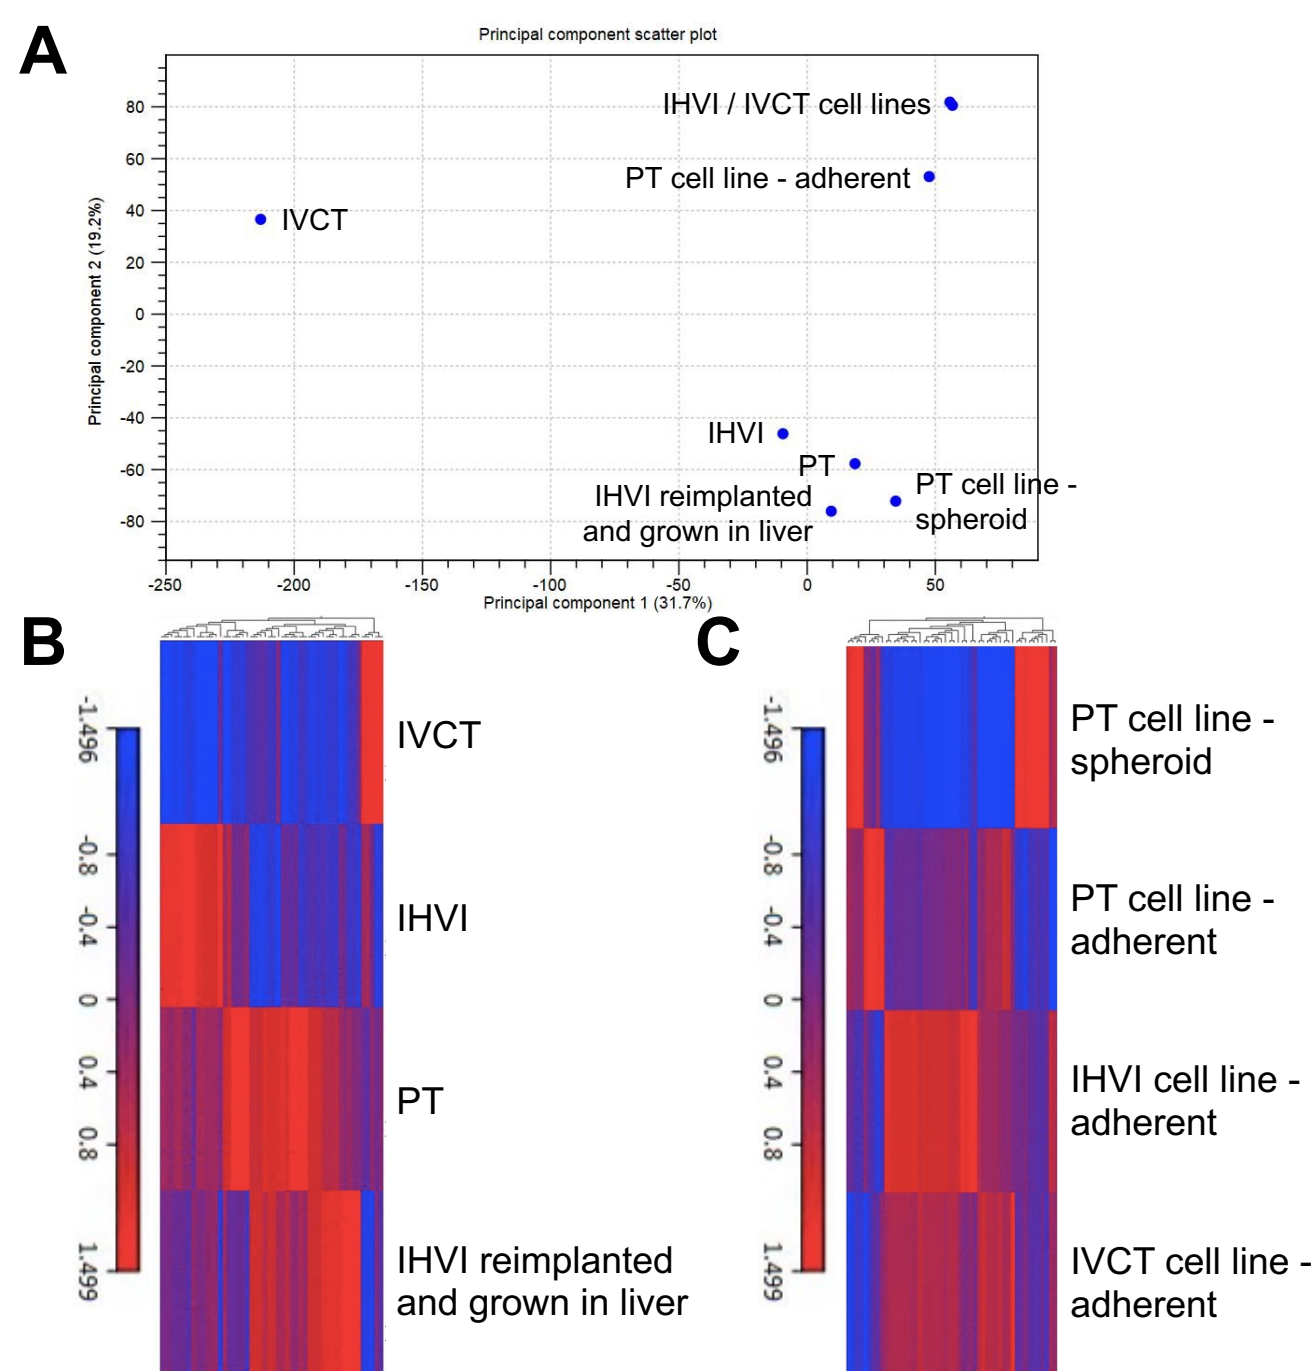 A
Principal component scatter plot
Principal component 2 (19.2%)
80
60
40
20
0
-20
-40
-60
-80
IHVI / IVCT cell lines
PT cell line - adherent
IVCT
IHVI
PT
IHVI reimplanted
and grown in liver
PT cell line -
spheroid
-250
-200
-150
-100
-50
0
50
Principal component 1 (31.7%)
B
-1.496
-0.8
-0.4
0
0.4
0.8
1.499
IVCT
IHVI
PT
IHVI reimplanted
and grown in liver
C
-1.496
-0.8
-0.4
0
0.4
0.8
1.499
PT cell line -
spheroid
PT cell line -
adherent
IHVI cell line -
adherent
IVCT cell line -
adherent